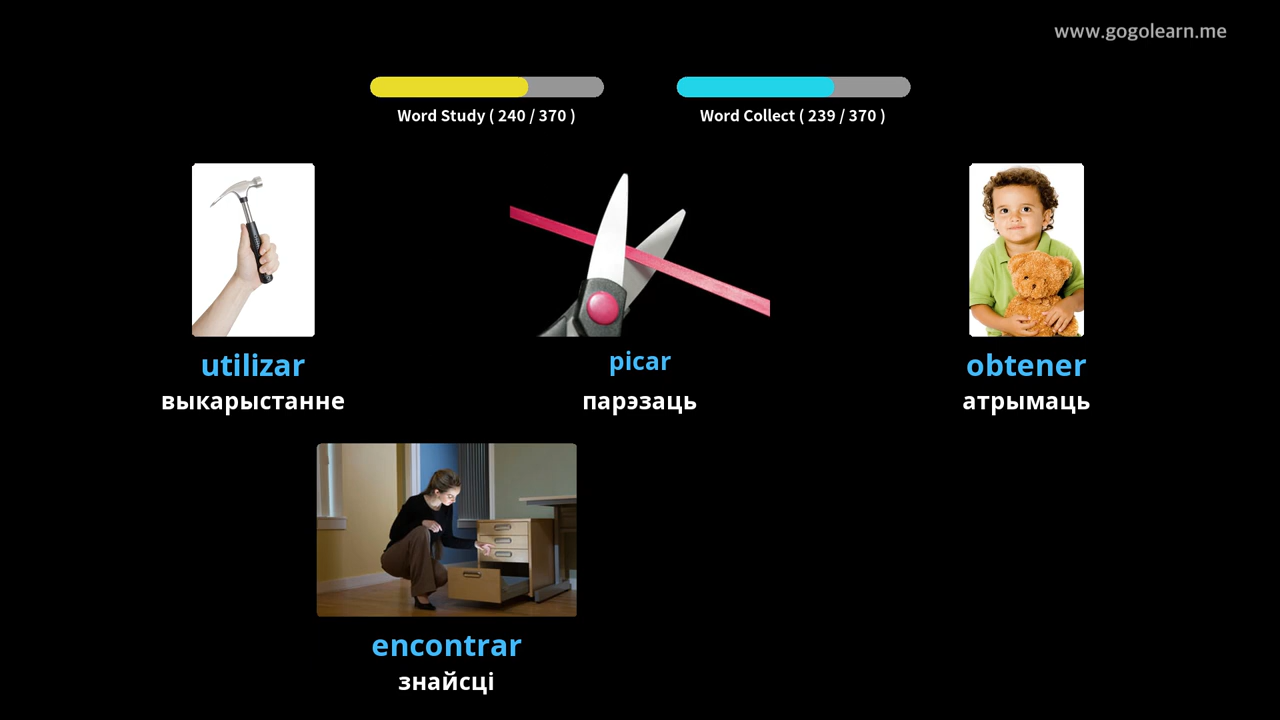 www.gogolearn.me
Word Study ( 240 / 370 )
Word Collect ( 239 / 370 )
utilizar
выкарыстанне
picar
парэзаць
obtener
атрымаць
encontrar
знайсці